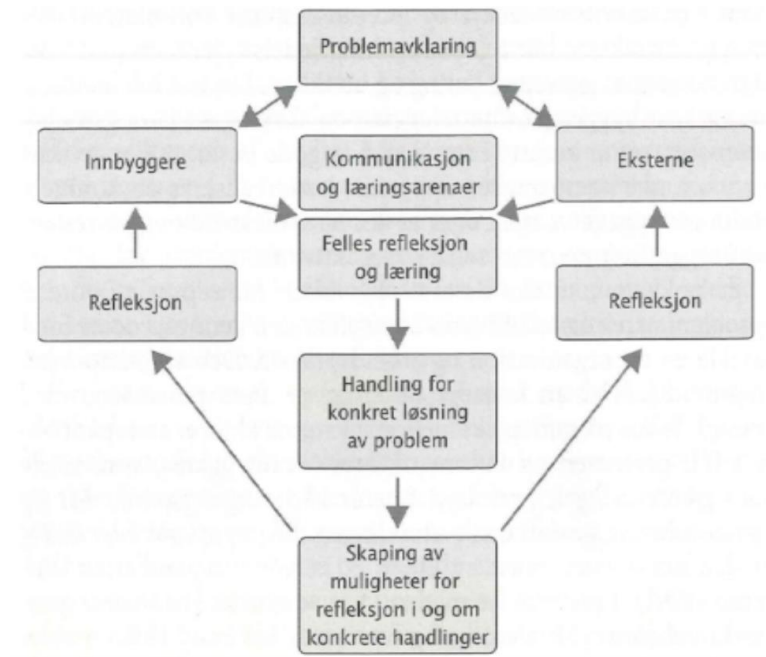 Problemavklaring
Innbyggere
Kommunikasjon
og læringsarenaer
Eksterne
Felles refleksjon
og læring
Refleksjon
Refleksjon
Handling for
konkret løsning
av problem
Skaping av
muligheter for
refleksjon i og om
konkrete handlinger